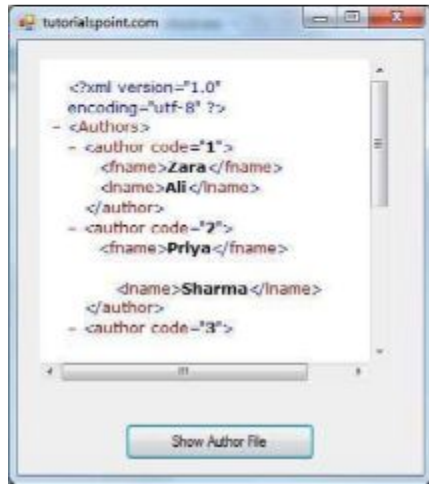 tutorialspoint.com
<?xml version="1.0"
encoding="utf-8" ?>
- <Authors>
- <author code="1">
<fname>Zara</fname>
<lname>Ali</lname>
</author>
- <author code="2">
<fname>Priya</fname>
<lname>Sharma</lname>
</author>
- <author code="3">
Show Author File